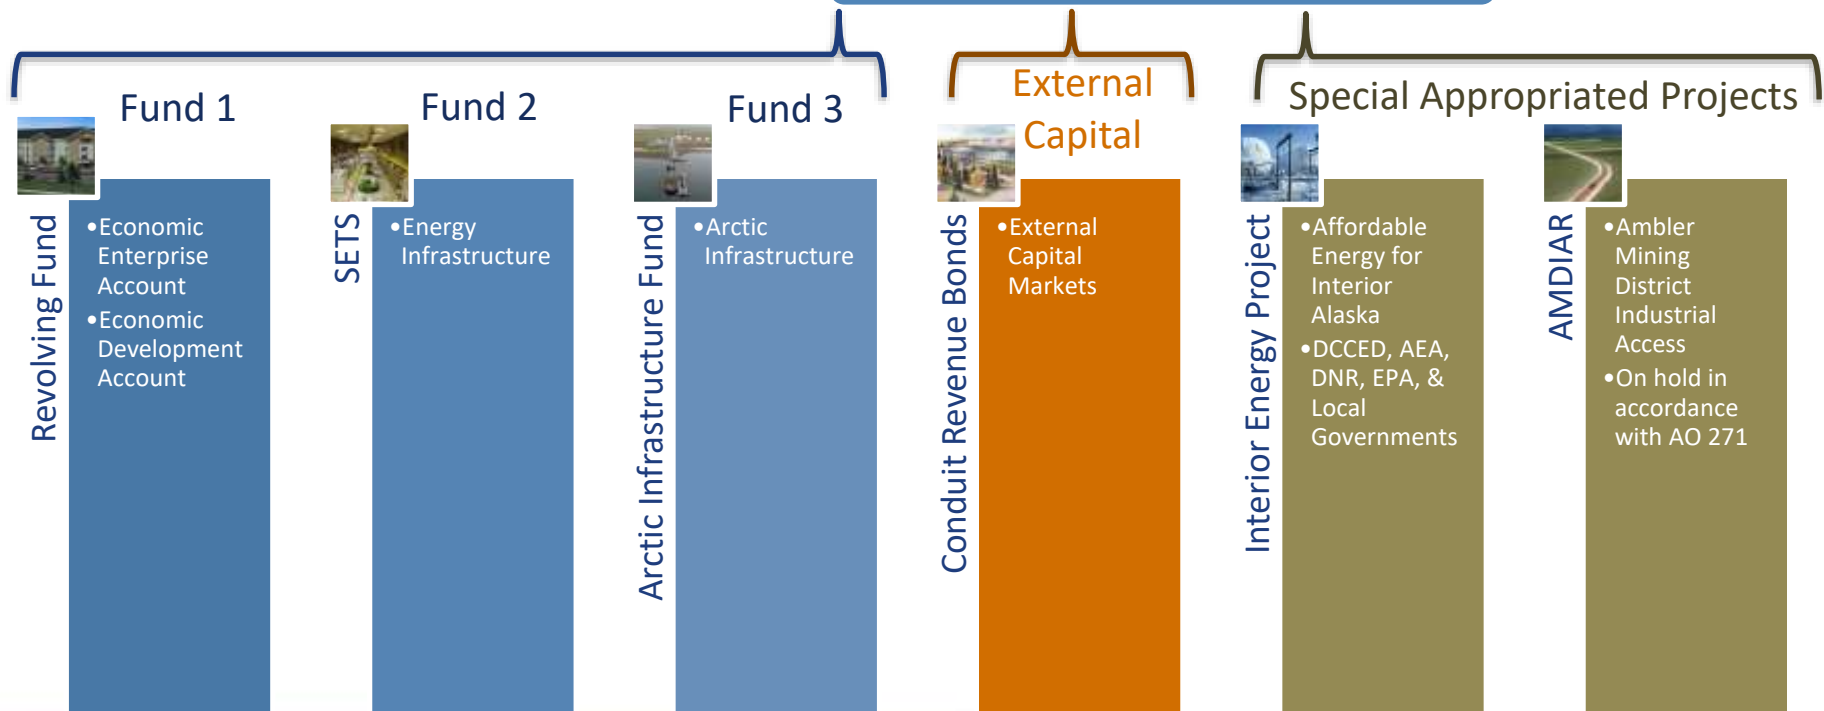 Fund 1
Revolving Fund
•Economic
Enterprise
Account
•Economic
Development
Account
Fund 2
SETS
•Energy
Infrastructure
Fund 3
Arctic Infrastructure Fund
•Arctic
Infrastructure
External
Capital
Conduit Revenue Bonds
•External
Capital
Markets
Special Appropriated Projects
Interior Energy Project
•Affordable
Energy for
Interior
Alaska
•DCCED, AEA,
DNR, EPA, &
Local
Governments
AMDIAR
•Ambler
Mining
District
Industrial
Access
•On hold in
accordance
with AO 271